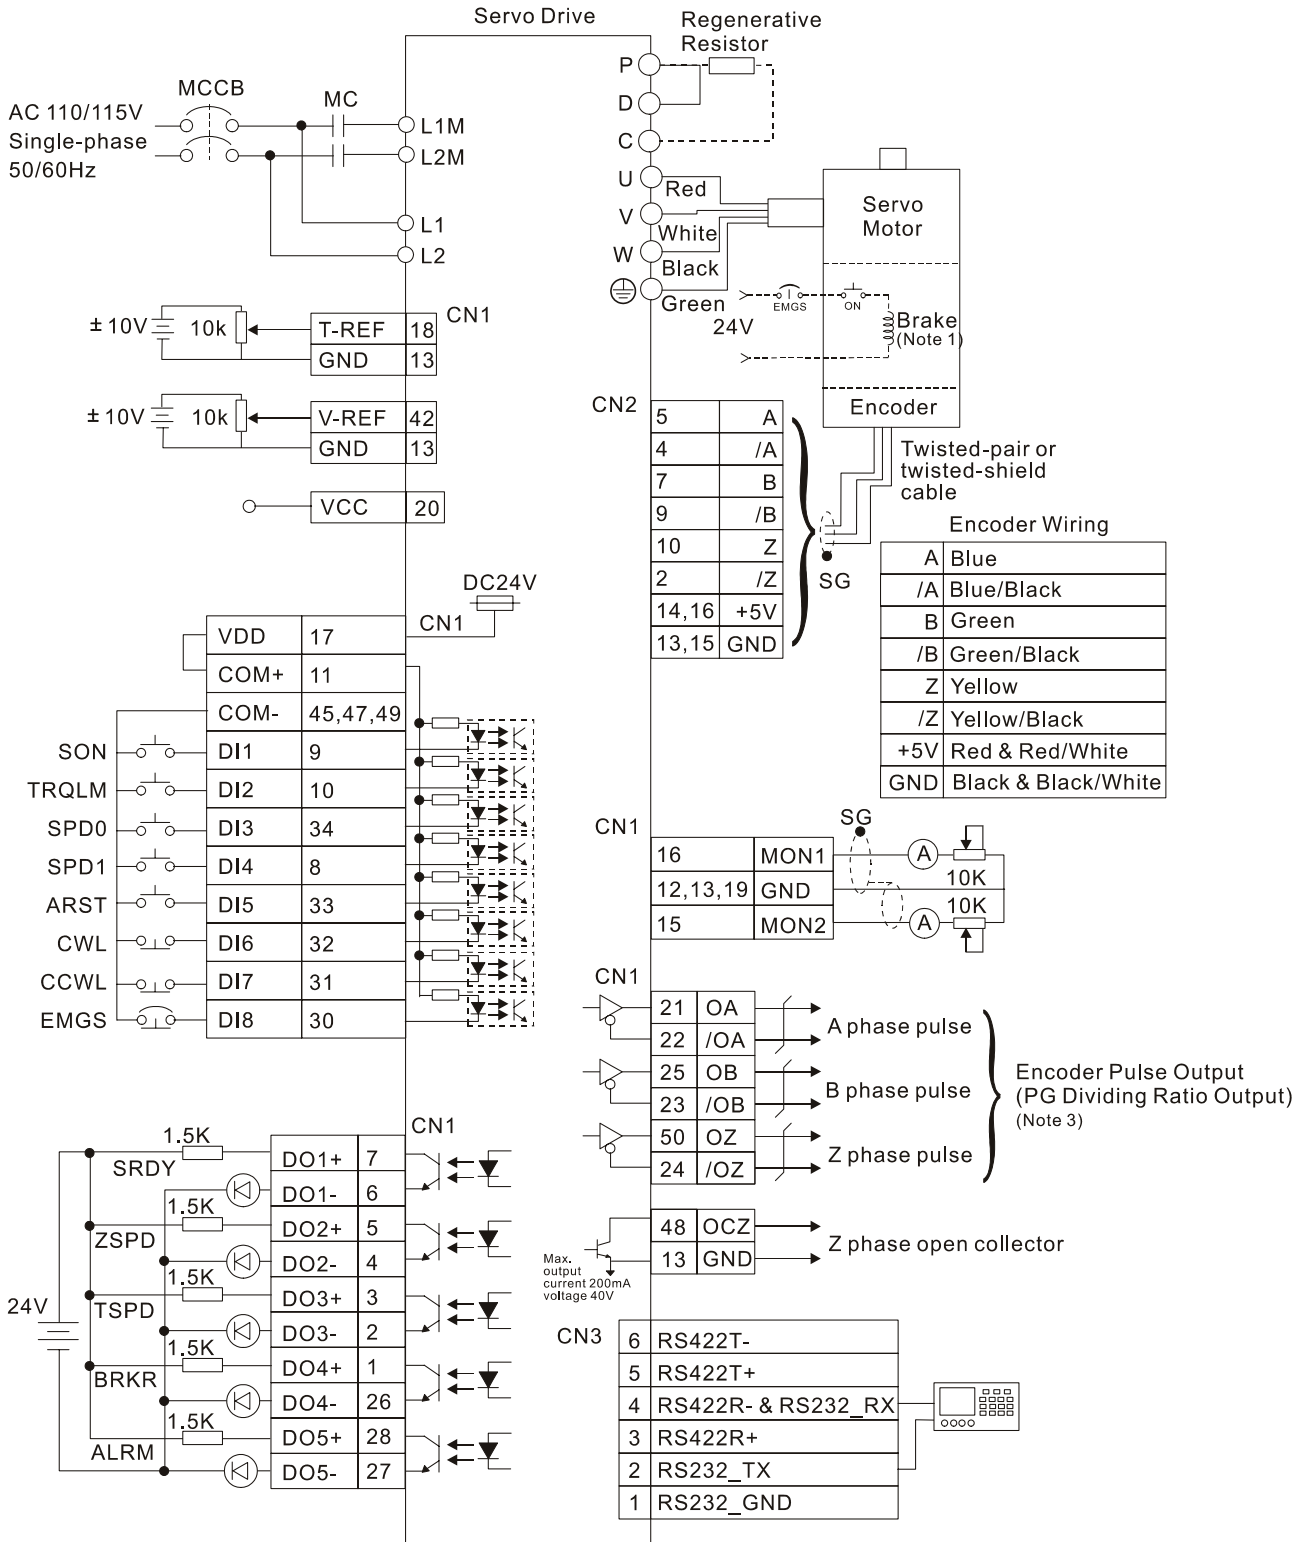 Servo Drive
Regenerative
Resistor
P
D
C
MCCB
MC
AC 110/115V
Single-phase
50/60Hz
L1M
L2M
L1
L2
U
V
W
Red
White
Black
Green
Servo
Motor
EMGS
ON
24V
Brake
(Note 1)
Encoder
± 10V
10k
T-REF 18
GND 13
CN1
± 10V
10k
V-REF 42
GND 13
VCC 20
CN2
5 A
4 /A
7 B
9 /B
10 Z
2 /Z
14,16 +5V
13,15 GND
Twisted-pair or
twisted-shield
cable
SG
Encoder Wiring
A Blue
/A Blue/Black
B Green
/B Green/Black
Z Yellow
/Z Yellow/Black
+5V Red & Red/White
GND Black & Black/White
DC24V
CN1
VDD 17
COM+ 11
COM- 45,47,49
SON DI1 9
TRQLM DI2 10
SPD0 DI3 34
SPD1 DI4 8
ARST DI5 33
CWL DI6 32
CCWL DI7 31
EMGS DI8 30
CN1
SG
16 MON1
12,13,19 GND
15 MON2
A
10K
10K
A
CN1
21 OA
22 /OA
25 OB
23 /OB
50 OZ
24 /OZ
A phase pulse
B phase pulse
Z phase pulse
Encoder Pulse Output
(PG Dividing Ratio Output)
(Note 3)
48 OCZ
13 GND
Z phase open collector
Max.
output
current 200mA
voltage 40V
CN1
24V
1.5K
SRDY
DO1+ 7
DO1- 6
1.5K
ZSPD
DO2+ 5
DO2- 4
1.5K
TSPD
DO3+ 3
DO3- 2
1.5K
BRKR
DO4+ 1
DO4- 26
1.5K
ALRM
DO5+ 28
DO5- 27
CN3
6 RS422T-
5 RS422T+
4 RS422R- & RS232_RX
3 RS422R+
2 RS232_TX
1 RS232_GND